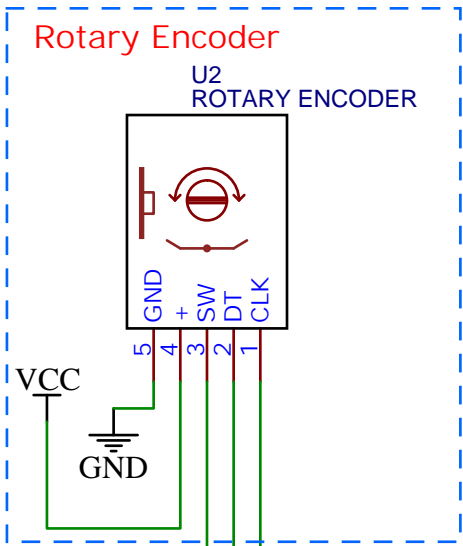 Rotary Encoder
U2
ROTARY ENCODER
GND
+
SW
DT
CLK
5
4
3
2
1
VCC
GND